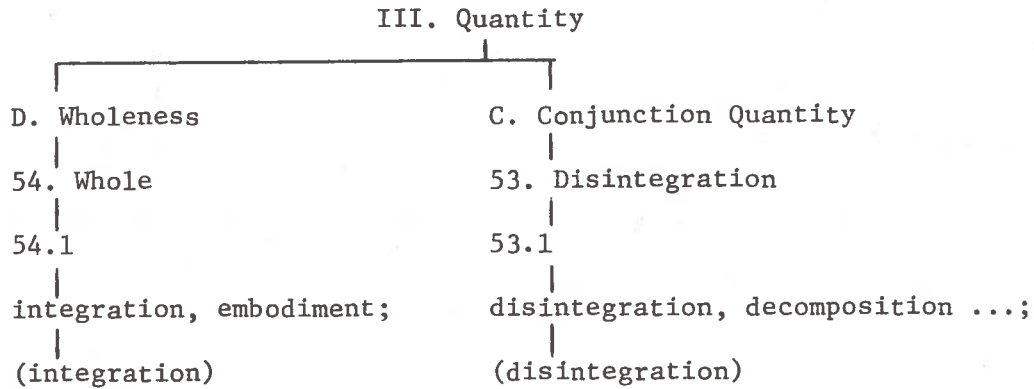 III. Quantity
D. Wholeness C. Conjunction Quantity
54. Whole 53. Disintegration
54.1 53.1
integration, embodiment; disintegration, decomposition ...;
(integration) (disintegration)